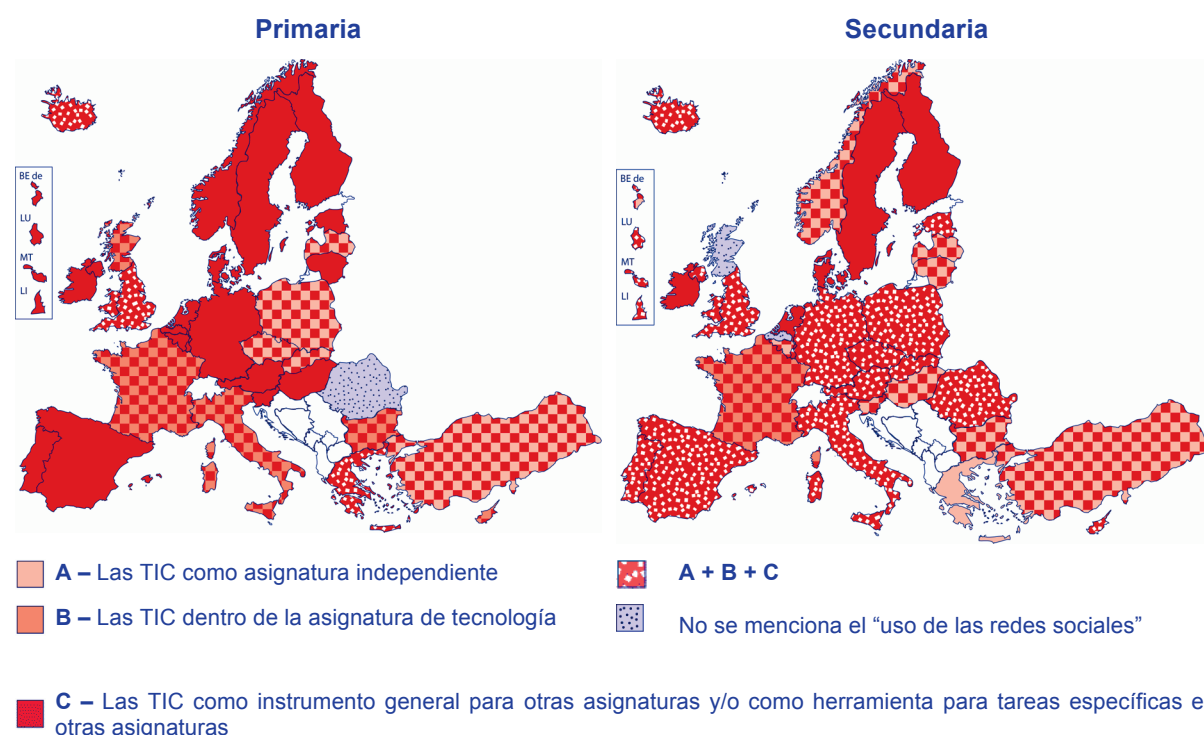 Primaria
Secundaria
BE de
LU
MT
LI
BE de
LU
MT
LI
A – Las TIC como asignatura independiente
B – Las TIC dentro de la asignatura de tecnología
A + B + C
No se menciona el “uso de las redes sociales”
C – Las TIC como instrumento general para otras asignaturas y/o como herramienta para tareas específicas e
otras asignaturas